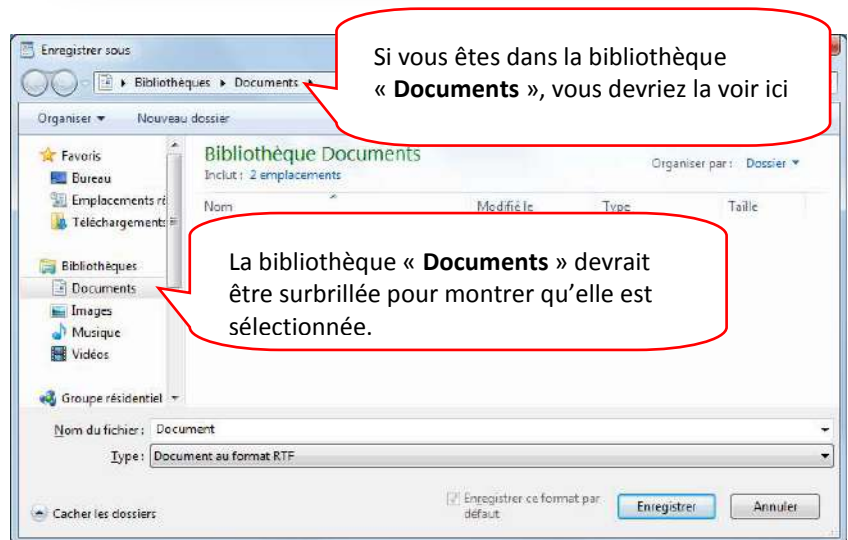 Enregistrer sous
Si vous êtes dans la bibliothèque
« Documents », vous devriez la voir ici
Bibliothèques ▸ Documents ▸
Organiser ▾ Nouveau dossier
Favoris
Bureau
Emplacements ré
Téléchargements
Bibliothèques
Documents
Images
Musique
Vidéos
Groupe résidentiel
Bibliothèque Documents
Inclut : 2 emplacements
Organiser par : Dossier ▾
Nom Modifié le Type Taille
La bibliothèque « Documents » devrait
être surbrillée pour montrer qu’elle est
sélectionnée.
Nom du fichier : Document
Type : Document au format RTF
Cacher les dossiers
Enregistrer ce format par
défaut
Enregistrer
Annuler